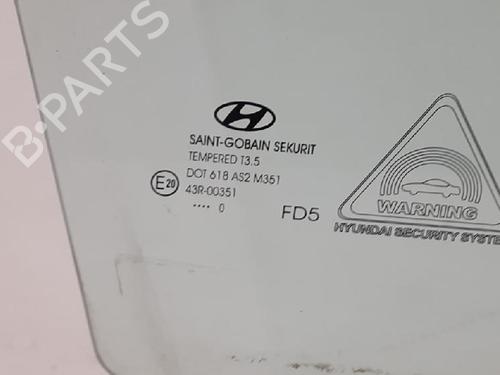 B-PARTS
SAINT-GOBAIN SEKURIT
TEMPERED T3.5
DOT 618 AS2 M351
E20
43R-00351
.... 0
FD5
WARNING
HYUNDAI SECURITY SYSTEM